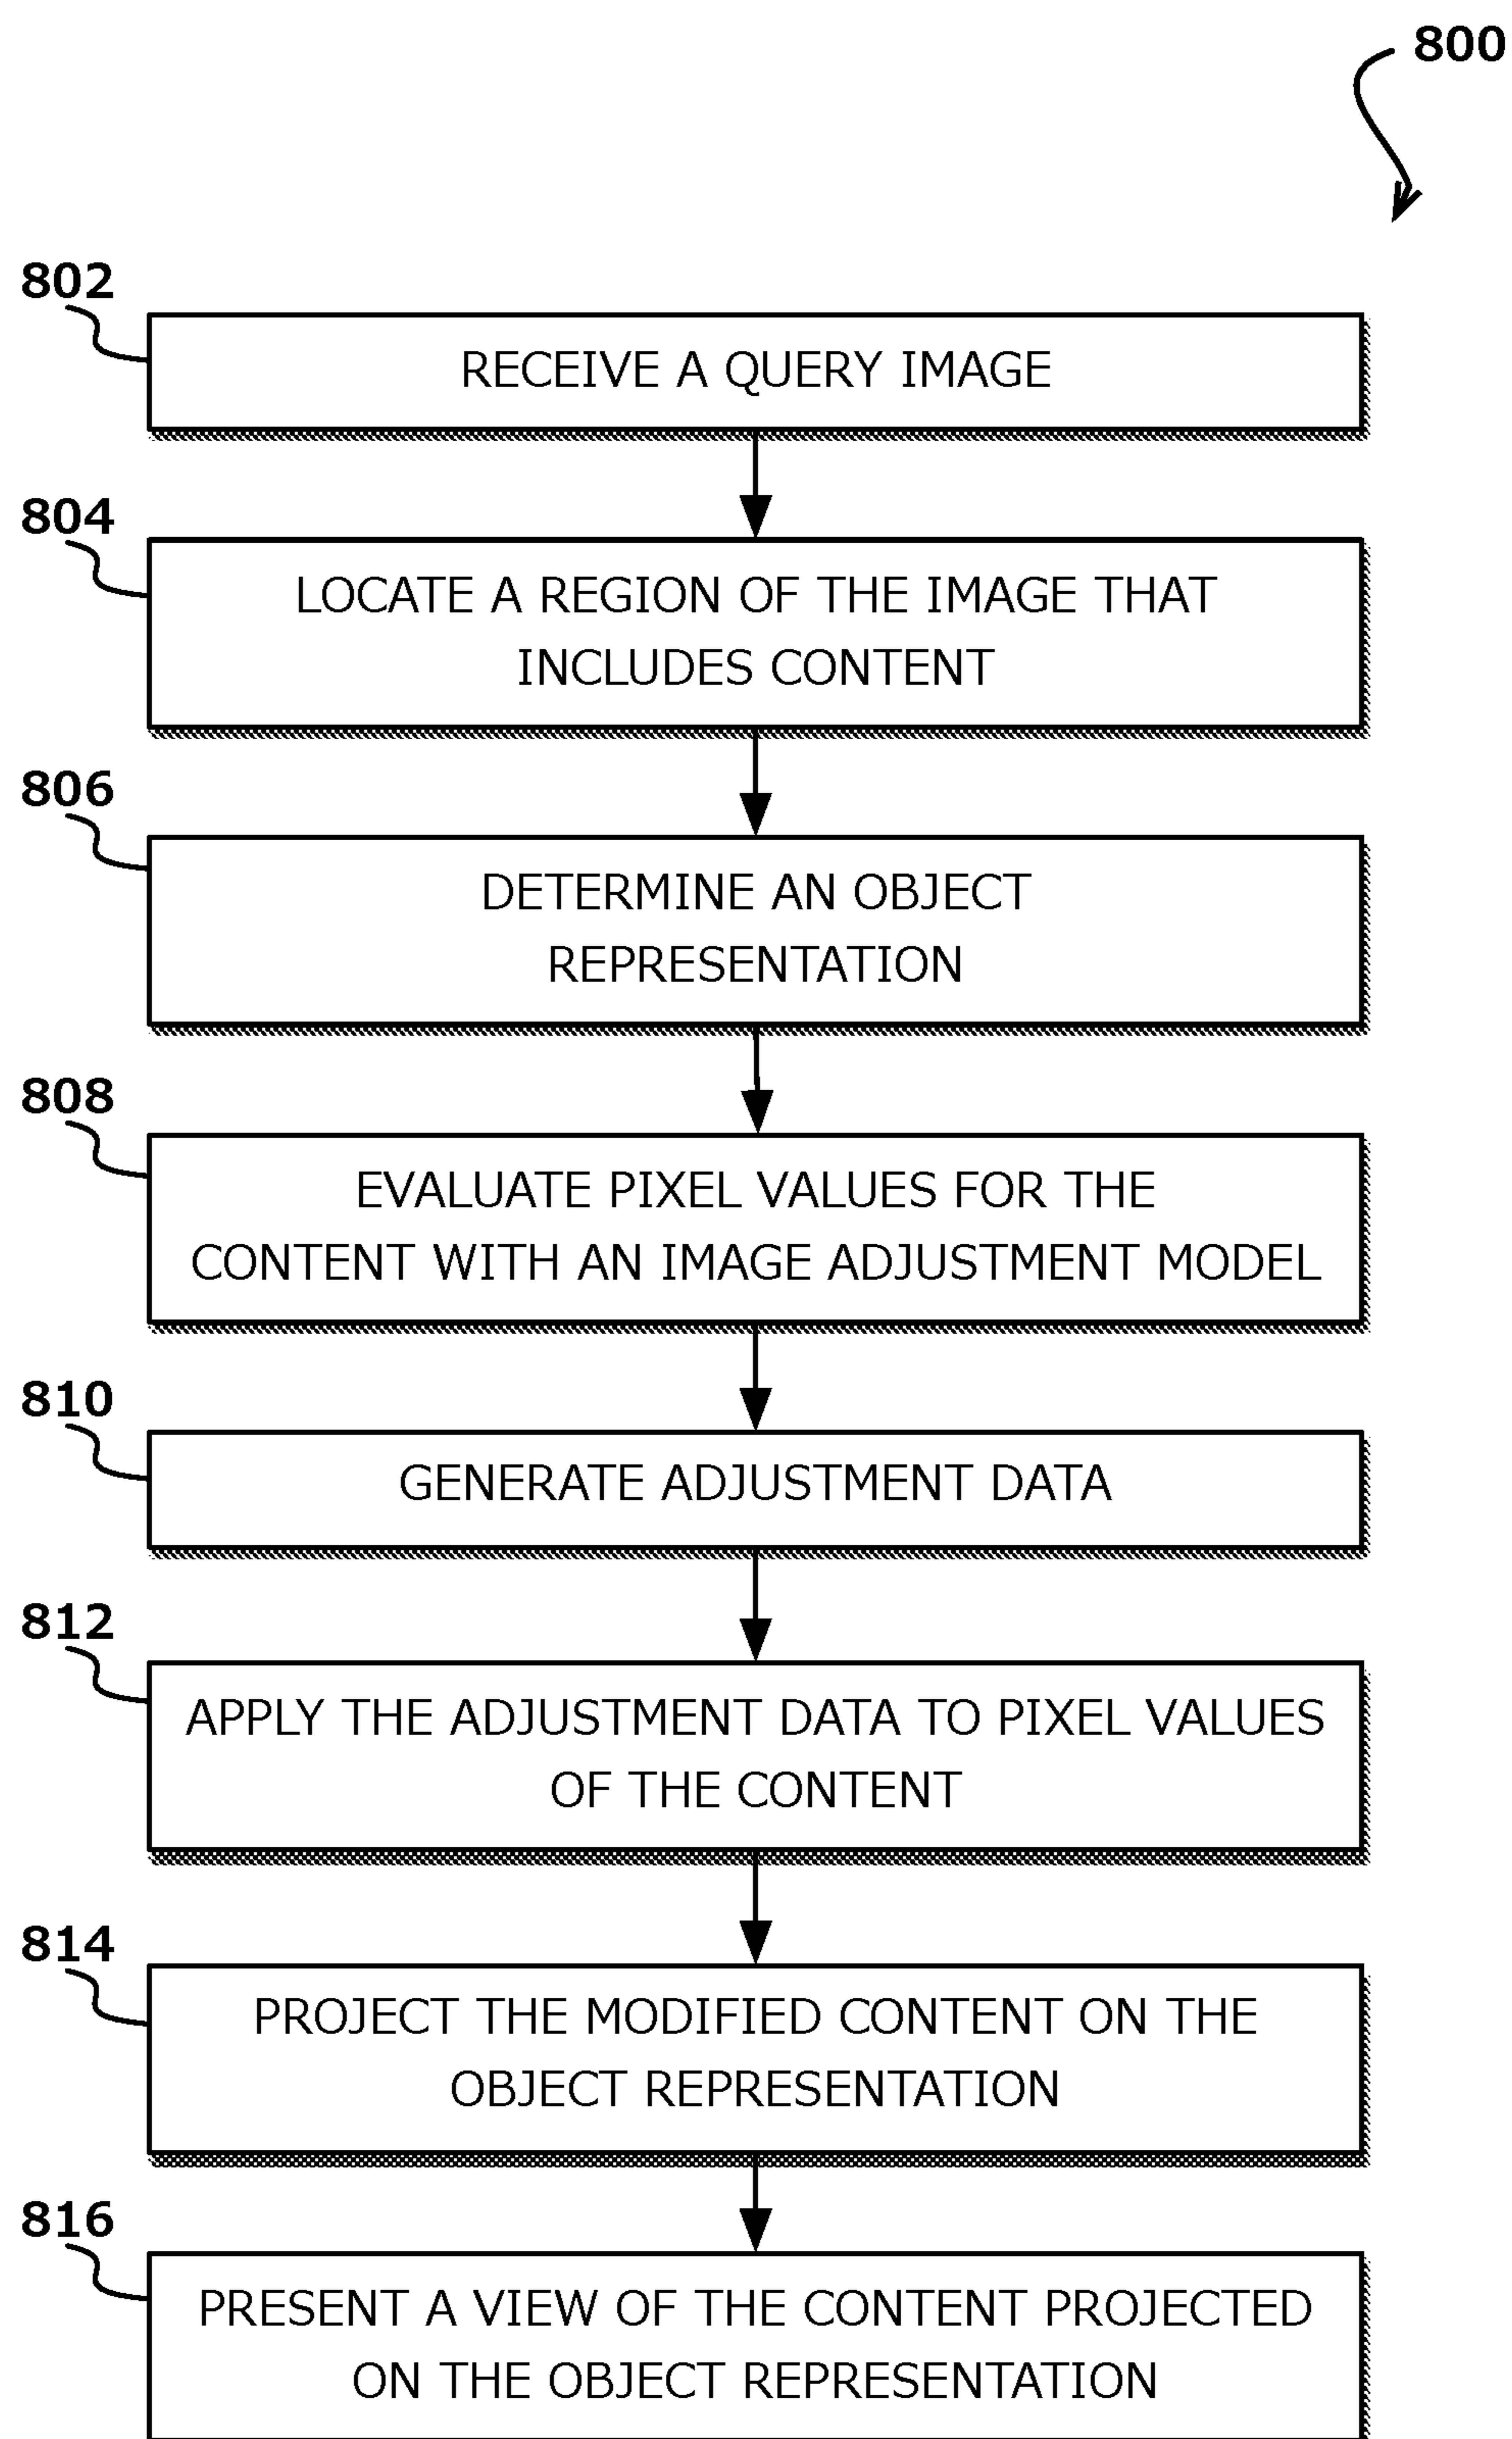 800
802
RECEIVE A QUERY IMAGE
804
LOCATE A REGION OF THE IMAGE THAT
INCLUDES CONTENT
806
DETERMINE AN OBJECT
REPRESENTATION
808
EVALUATE PIXEL VALUES FOR THE
CONTENT WITH AN IMAGE ADJUSTMENT MODEL
810
GENERATE ADJUSTMENT DATA
812
APPLY THE ADJUSTMENT DATA TO PIXEL VALUES
OF THE CONTENT
814
PROJECT THE MODIFIED CONTENT ON THE
OBJECT REPRESENTATION
816
PRESENT A VIEW OF THE CONTENT PROJECTED
ON THE OBJECT REPRESENTATION